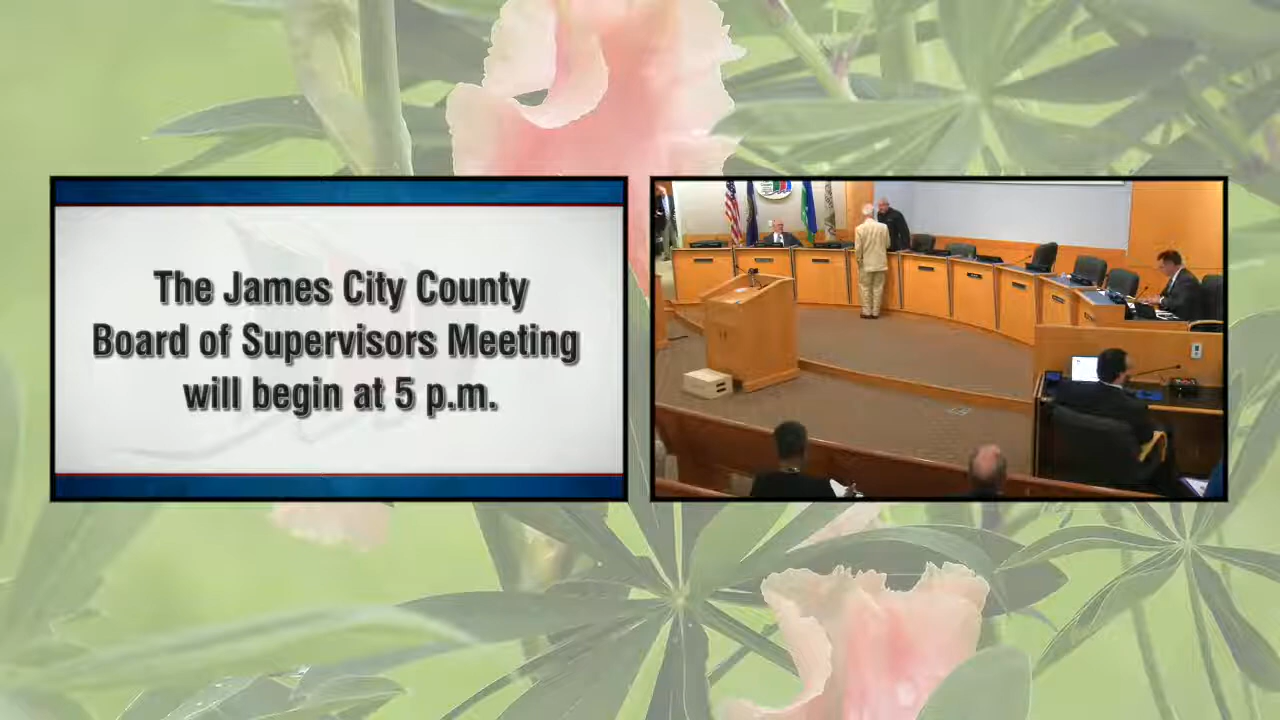 The James City County
Board of Supervisors Meeting
will begin at 5 p.m.